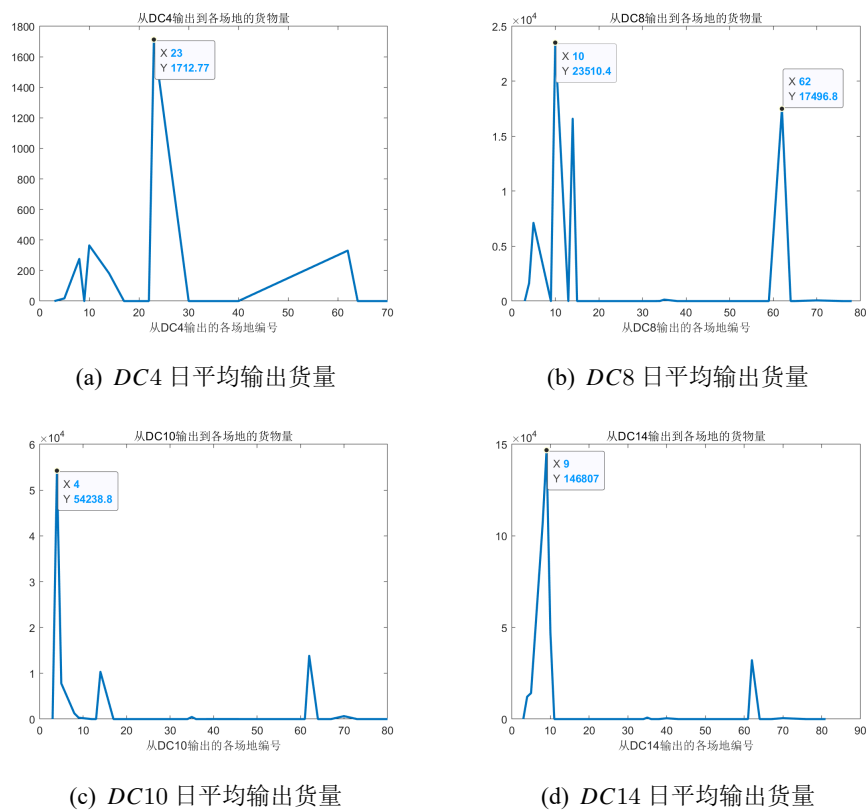 从DC4输出到各场地的货物量
1800
1600
1400
1200
1000
800
600
400
200
0
X 23
Y 1712.77
0 10 20 30 40 50 60 70
从DC4输出的各场地编号
(a) DC4 日平均输出货量
从DC8输出到各场地的货物量
×10⁴
2.5
2
1.5
1
0.5
0
X 10
Y 23510.4
X 62
Y 17496.8
0 10 20 30 40 50 60 70 80
从DC8输出的各场地编号
(b) DC8 日平均输出货量
从DC10输出到各场地的货物量
×10⁴
6
5
4
3
2
1
0
X 4
Y 54238.8
0 10 20 30 40 50 60 70 80
从DC10输出的各场地编号
(c) DC10 日平均输出货量
从DC14输出到各场地的货物量
×10⁴
15
10
5
0
X 9
Y 146807
0 10 20 30 40 50 60 70 80 90
从DC14输出的各场地编号
(d) DC14 日平均输出货量